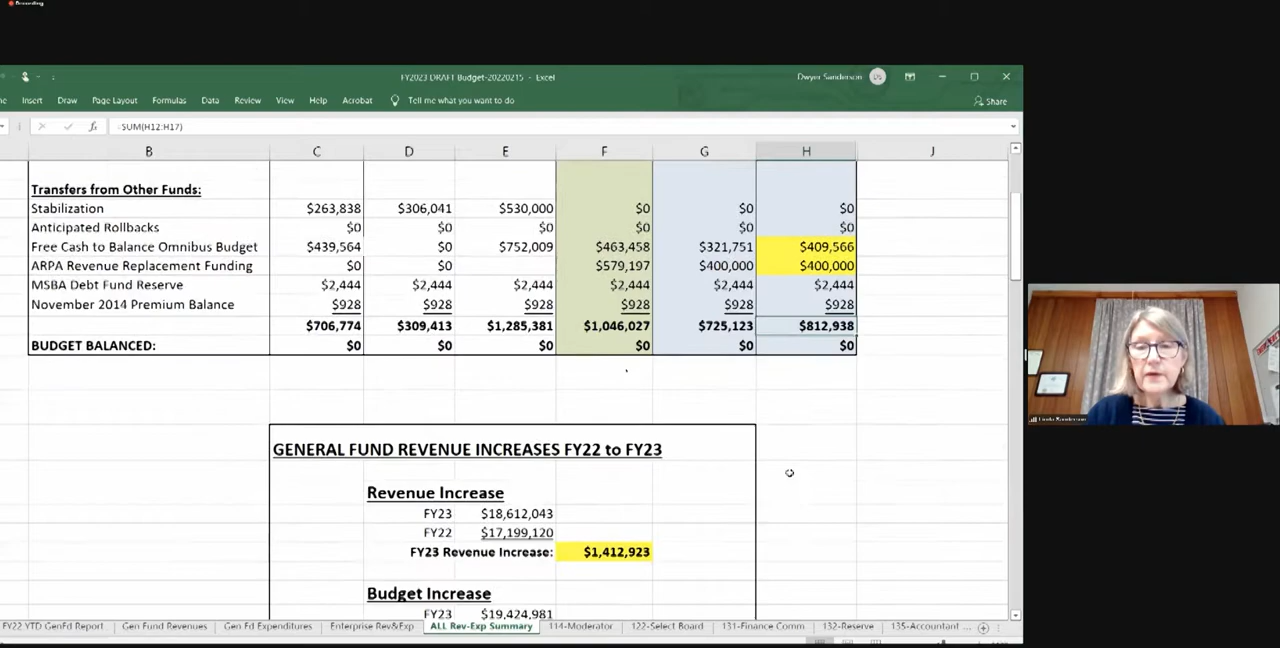 Recording
FY2023 DRAFT Budget-20220215 - Excel
Dwyer Sanderson
DS
Insert Draw Page Layout Formulas Data Review View Help Acrobat Tell me what you want to do
Share
fx SUM(H12:H17)
B C D E F G H J
Transfers from Other Funds:
Stabilization $263,838 $306,041 $530,000 $0 $0 $0
Anticipated Rollbacks $0 $0 $0 $0 $0 $0
Free Cash to Balance Omnibus Budget $439,564 $0 $752,009 $463,458 $321,751 $409,566
ARPA Revenue Replacement Funding $0 $0 $579,197 $400,000 $400,000
MSBA Debt Fund Reserve $2,444 $2,444 $2,444 $2,444 $2,444 $2,444
November 2014 Premium Balance $928 $928 $928 $928 $928 $928
$706,774 $309,413 $1,285,381 $1,046,027 $725,123 $812,938
BUDGET BALANCED: $0 $0 $0 $0 $0 $0
GENERAL FUND REVENUE INCREASES FY22 to FY23
Revenue Increase
FY23 $18,612,043
FY22 $17,199,120
FY23 Revenue Increase: $1,412,923
Budget Increase
FY23 $19,424,981
FY22 YTD GenFd Report Gen Fund Revenues Gen Fd Expenditures Enterprise Rev&Exp ALL Rev-Exp Summary 114-Moderator 122-Select Board 131-Finance Comm 132-Reserve 135-Accountant ...